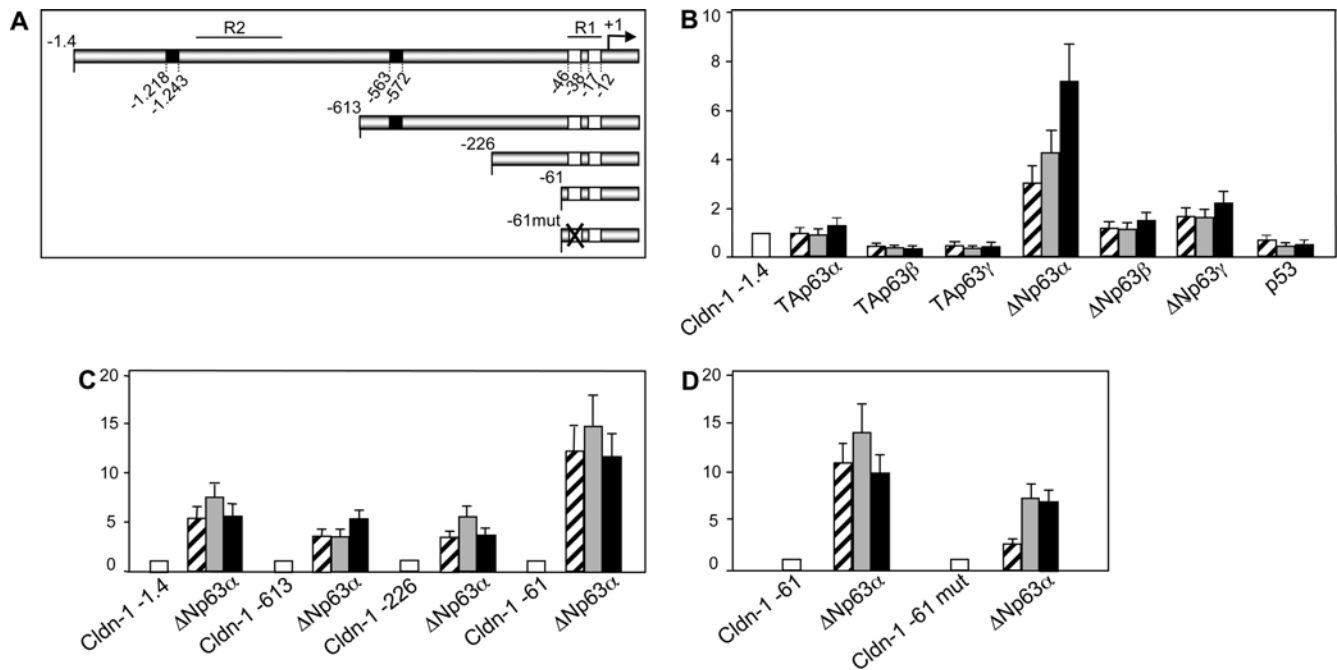 A
R2
R1
+1
-1.4
-1.218
-1.243
-563
-572
-46
-38
-17
-12
-613
-226
-61
-61mut
B
10
8
6
4
2
0
Cldn-1 -1.4
TAp63α
TAp63β
TAp63γ
ΔNp63α
ΔNp63β
ΔNp63γ
p53
C
20
15
10
5
0
Cldn-1 -1.4
ΔNp63α
Cldn-1 -613
ΔNp63α
Cldn-1 -226
ΔNp63α
Cldn-1 -61
ΔNp63α
D
20
15
10
5
0
Cldn-1 -61
ΔNp63α
Cldn-1 -61 mut
ΔNp63α